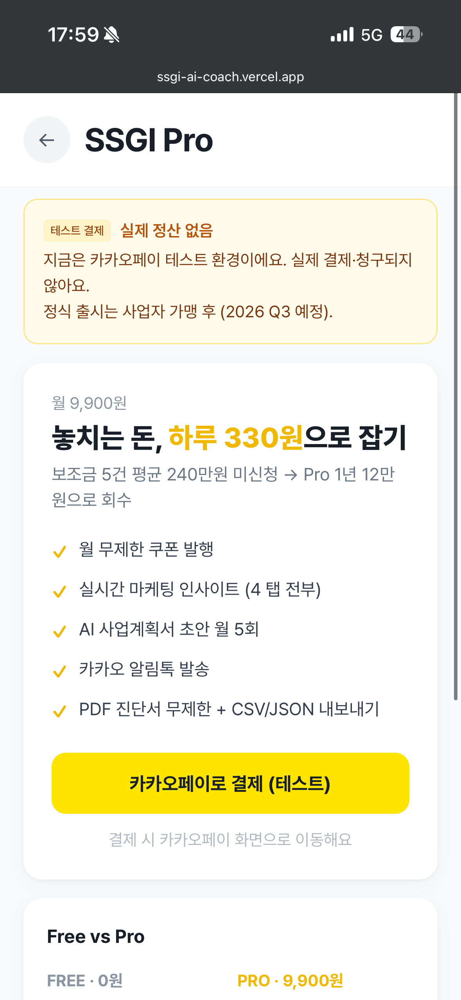 17:59
5G 44
ssgi-ai-coach.vercel.app
SSGI Pro
테스트 결제 실제 정산 없음
지금은 카카오페이 테스트 환경이에요. 실제 결제·청구되지
않아요.
정식 출시는 사업자 가맹 후 (2026 Q3 예정).
월 9,900원
놓치는 돈, 하루 330원으로 잡기
보조금 5건 평균 240만원 미신청 → Pro 1년 12만
원으로 회수
월 무제한 쿠폰 발행
실시간 마케팅 인사이트 (4 탭 전부)
AI 사업계획서 초안 월 5회
카카오 알림톡 발송
PDF 진단서 무제한 + CSV/JSON 내보내기
카카오페이로 결제 (테스트)
결제 시 카카오페이 화면으로 이동해요
Free vs Pro
FREE · 0원 PRO · 9,900원